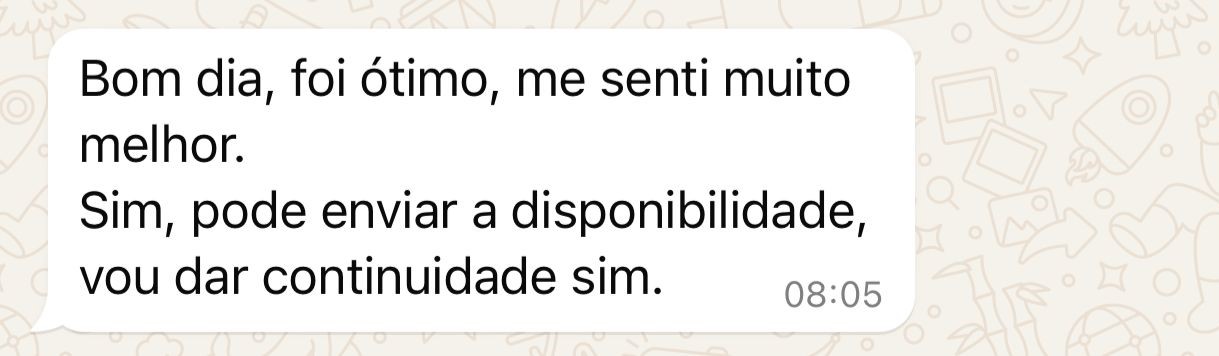 Bom dia, foi ótimo, me senti muito
melhor.
Sim, pode enviar a disponibilidade,
vou dar continuidade sim.
08:05